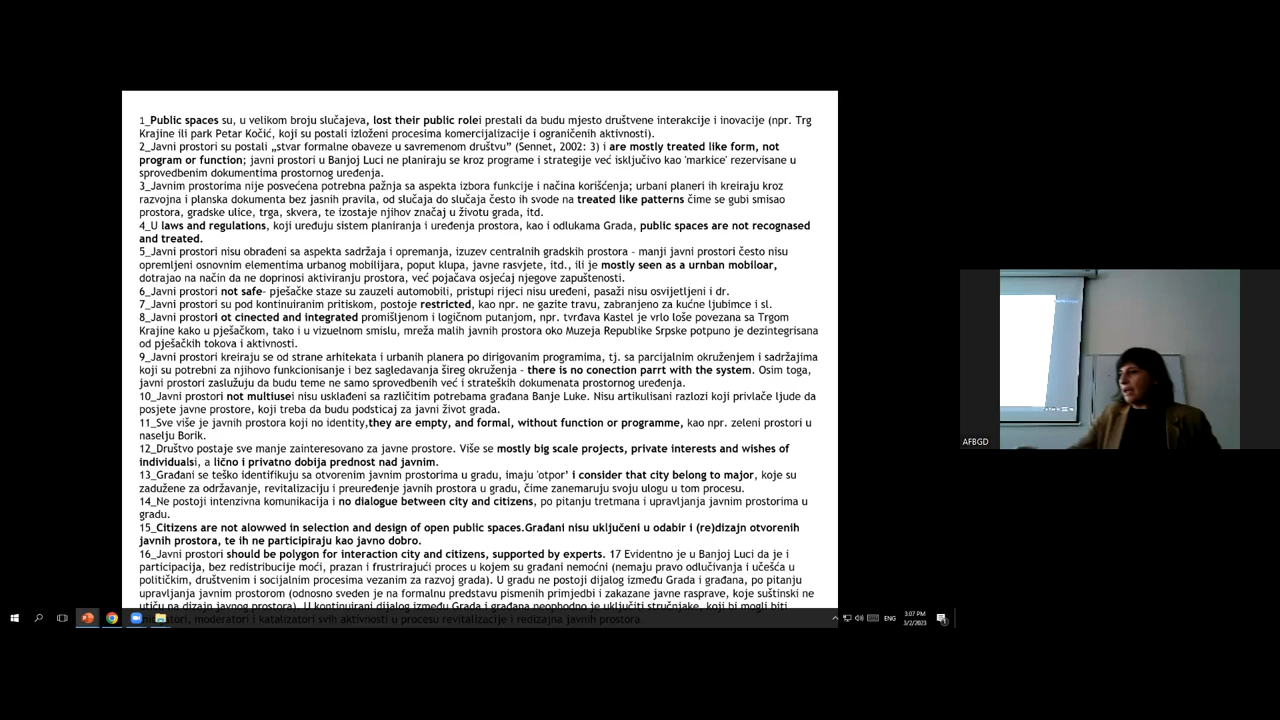 1_Public spaces su, u velikom broju slučajeva, lost their public rolei prestali da budu mjesto društvene interakcije i inovacije (npr. Trg
Krajine ili park Petar Kočić, koji su postali izloženi procesima komercijalizacije i ograničenih aktivnosti).
2_Javni prostori su postali „stvar formalne obaveze u savremenom društvu” (Sennet, 2002: 3) i are mostly treated like form, not
program or function; javni prostori u Banjoj Luci ne planiraju se kroz programe i strategije već isključivo kao 'markice' rezervisane u
sprovedbenim dokumentima prostornog uređenja.
3_Javnim prostorima nije posvećena potrebna pažnja sa aspekta izbora funkcije i načina korišćenja; urbani planeri ih kreiraju kroz
razvojna i planska dokumenta bez jasnih pravila, od slučaja do slučaja često ih svode na treated like patterns čime se gubi smisao
prostora, gradske ulice, trga, skvera, te izostaje njihov značaj u životu grada, itd.
4_U laws and regulations, koji uređuju sistem planiranja i uređenja prostora, kao i odlukama Grada, public spaces are not recognased
and treated.
5_Javni prostori nisu obrađeni sa aspekta sadržaja i opremanja, izuzev centralnih gradskih prostora – manji javni prostori često nisu
opremljeni osnovnim elementima urbanog mobilijara, poput klupa, javne rasvjete, itd., ili je mostly seen as a urnban mobiloar,
dotrajao na način da ne doprinosi aktiviranju prostora, već pojačava osjećaj njegove zapuštenosti.
6_Javni prostori not safe– pješačke staze su zauzeli automobili, pristupi rijeci nisu uređeni, pasaži nisu osvijetljeni i dr.
7_Javni prostori su pod kontinuiranim pritiskom, postoje restricted, kao npr. ne gazite travu, zabranjeno za kućne ljubimce i sl.
8_Javni prostori ot cinected and integrated promišljenom i logičnom putanjom, npr. tvrđava Kastel je vrlo loše povezana sa Trgom
Krajine kako u pješačkom, tako i u vizuelnom smislu, mreža malih javnih prostora oko Muzeja Republike Srpske potpuno je dezintegrisana
od pješačkih tokova i aktivnosti.
9_Javni prostori kreiraju se od strane arhitekata i urbanih planera po dirigovanim programima, tj. sa parcijalnim okruženjem i sadržajima
koji su potrebni za njihovo funkcionisanje i bez sagledavanja šireg okruženja – there is no conection parrt with the system. Osim toga,
javni prostori zaslužuju da budu teme ne samo sprovedbenih već i strateških dokumenata prostornog uređenja.
10_Javni prostori not multiusei nisu usklađeni sa različitim potrebama građana Banje Luke. Nisu artikulisani razlozi koji privlače ljude da
posjete javne prostore, koji treba da budu podsticaj za javni život grada.
11_Sve više je javnih prostora koji no identity,they are empty, and formal, without function or programme, kao npr. zeleni prostori u
naselju Borik.
12_Društvo postaje sve manje zainteresovano za javne prostore. Više se mostly big scale projects, private interests and wishes of
individualsi, a lično i privatno dobija prednost nad javnim.
13_Građani se teško identifikuju sa otvorenim javnim prostorima u gradu, imaju 'otpor' i consider that city belong to major, koje su
zadužene za održavanje, revitalizaciju i preuređenje javnih prostora u gradu, čime zanemaruju svoju ulogu u tom procesu.
14_Ne postoji intenzivna komunikacija i no dialogue between city and citizens, po pitanju tretmana i upravljanja javnim prostorima u
gradu.
15_Citizens are not alowwed in selection and design of open public spaces.Građani nisu uključeni u odabir i (re)dizajn otvorenih
javnih prostora, te ih ne participiraju kao javno dobro.
16_Javni prostori should be polygon for interaction city and citizens, supported by experts. 17 Evidentno je u Banjoj Luci da je i
participacija, bez redistribucije moći, prazan i frustrirajući proces u kojem su građani nemoćni (nemaju pravo odlučivanja i učešća u
političkim, društvenim i socijalnim procesima vezanim za razvoj grada). U gradu ne postoji dijalog između Grada i građana, po pitanju
upravljanja javnim prostorom (odnosno sveden je na formalnu predstavu pismenih primjedbi i zakazane javne rasprave, koje suštinski ne
utiču na dizajn javnog prostora). U kontinuirani dijalog između Grada i građana neophodno je uključiti stručnjake, koji bi mogli biti
moderatori i katalizatori svih aktivnosti u procesu revitalizacije i redizajna javnih prostora.
AFBGD
ENG
3:07 PM
3/2/2023